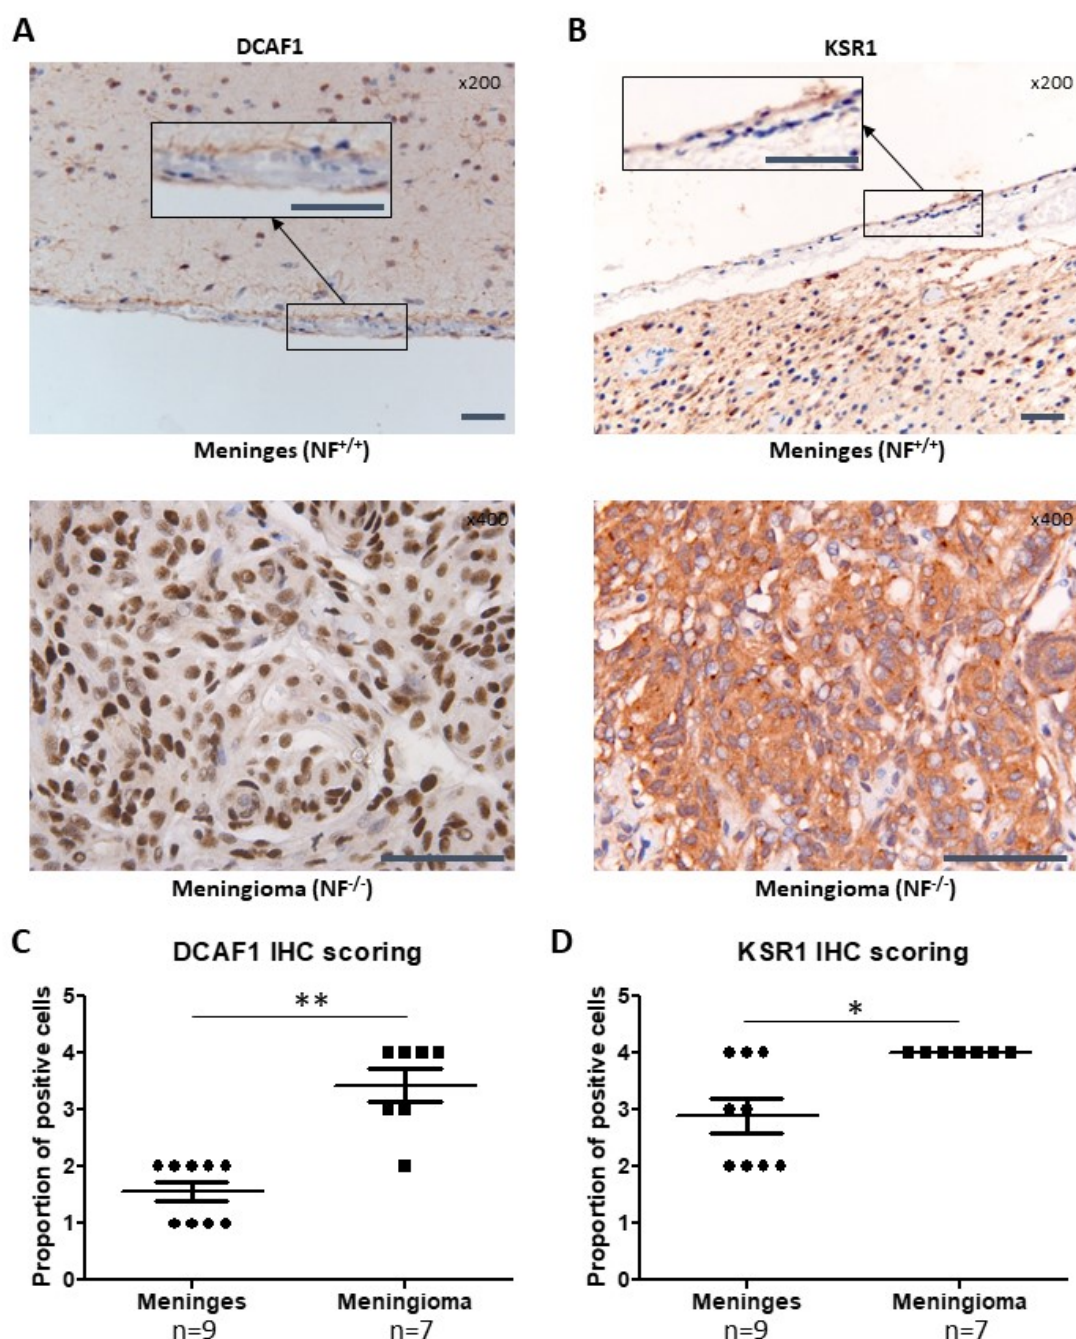 A
DCAF1
x200
Meninges (NF+/+)
x400
Meningioma (NF-/-)
B
KSR1
x200
Meninges (NF+/+)
x400
Meningioma (NF-/-)
C
DCAF1 IHC scoring
Proportion of positive cells
5
4
3
2
1
0
**
Meninges
n=9
Meningioma
n=7
D
KSR1 IHC scoring
Proportion of positive cells
5
4
3
2
1
0
*
Meninges
n=9
Meningioma
n=7